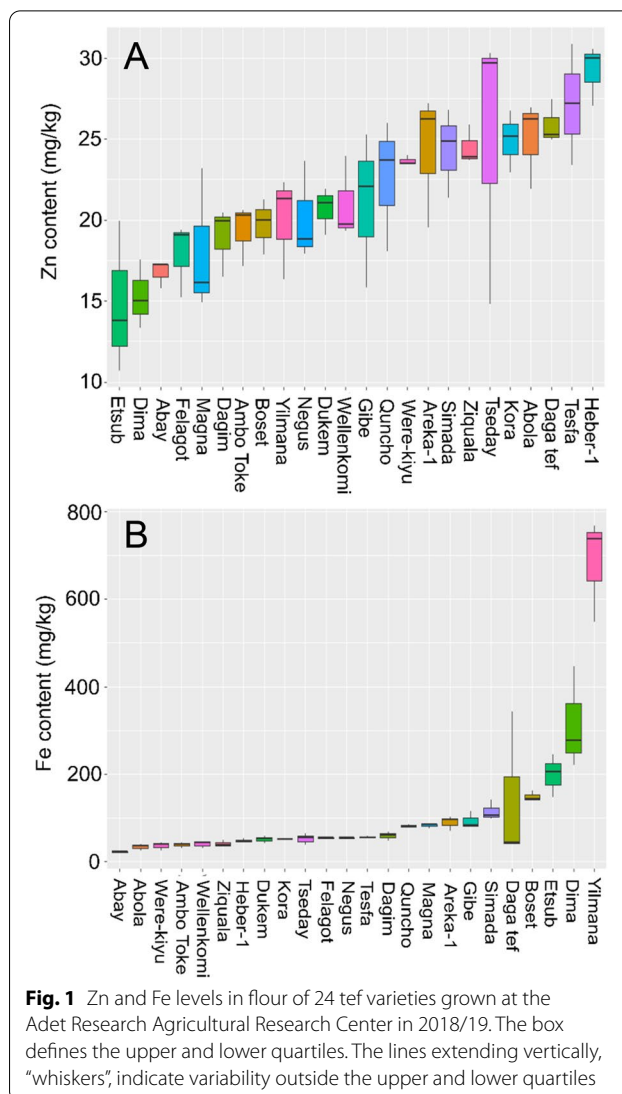 A
Zn content (mg/kg)
30
25
20
15
10
Etsub
Dima
Abay
Felagot
Magna
Dagim
Ambo Toke
Boset
Yilmana
Negus
Dukem
Wellenkomi
Gibe
Quncho
Were-kiyu
Areka-1
Simada
Ziquala
Tseday
Kora
Abola
Daga tef
Tesfa
Heber-1
B
Fe content (mg/kg)
800
600
400
200
0
Abay
Abola
Were-kiyu
Ambo Toke
Wellenkomi
Ziquala
Heber-1
Dukem
Kora
Tseday
Felagot
Negus
Tesfa
Dagim
Quncho
Magna
Areka-1
Gibe
Simada
Daga tef
Boset
Etsub
Dima
Yilmana
Fig. 1 Zn and Fe levels in flour of 24 tef varieties grown at the
Adet Research Agricultural Research Center in 2018/19. The box
defines the upper and lower quartiles. The lines extending vertically,
“whiskers”, indicate variability outside the upper and lower quartiles